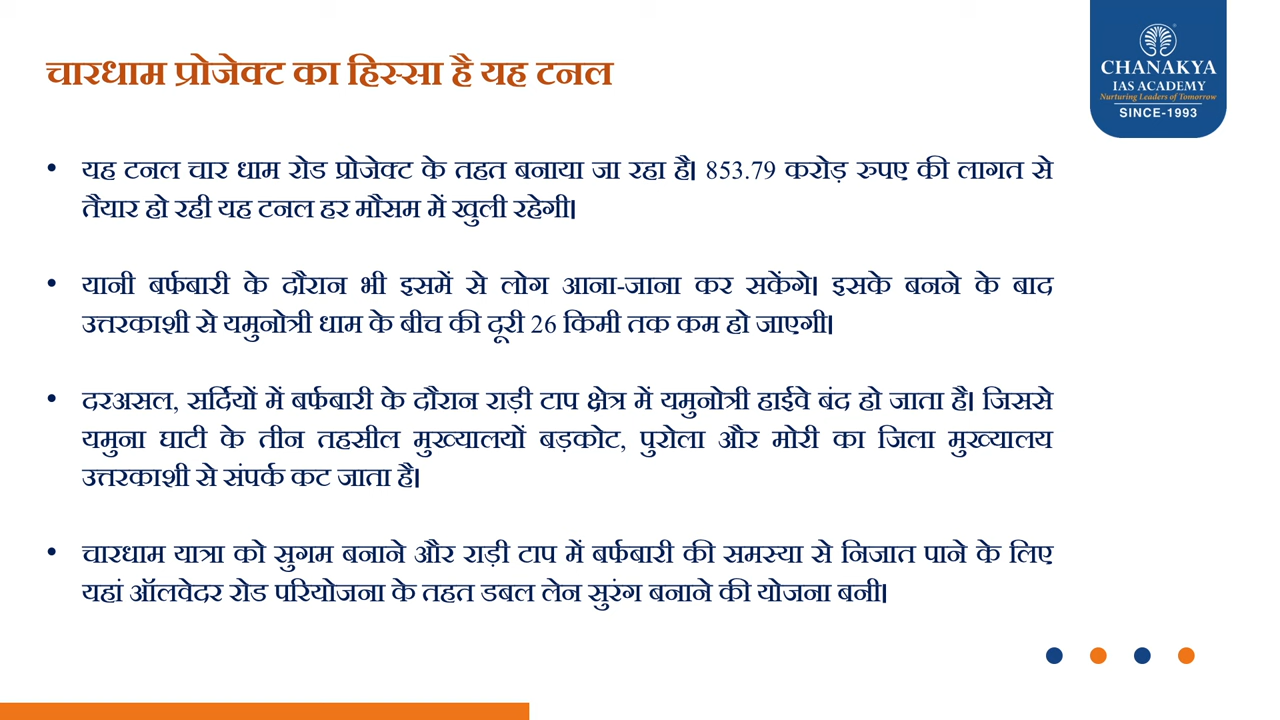 चारधाम प्रोजेक्ट का हिस्सा है यह टनल
CHANAKYA
IAS ACADEMY
Nurturing Leaders of Tomorrow
SINCE-1993
• यह टनल चार धाम रोड प्रोजेक्ट के तहत बनाया जा रहा है। 853.79 करोड़ रुपए की लागत से
तैयार हो रही यह टनल हर मौसम में खुली रहेगी।
• यानी बर्फबारी के दौरान भी इसमें से लोग आना-जाना कर सकेंगे। इसके बनने के बाद
उत्तरकाशी से यमुनोत्री धाम के बीच की दूरी 26 किमी तक कम हो जाएगी।
• दरअसल, सर्दियों में बर्फबारी के दौरान राड़ी टाप क्षेत्र में यमुनोत्री हाईवे बंद हो जाता है। जिससे
यमुना घाटी के तीन तहसील मुख्यालयों बड़कोट, पुरोला और मोरी का जिला मुख्यालय
उत्तरकाशी से संपर्क कट जाता है।
• चारधाम यात्रा को सुगम बनाने और राड़ी टाप में बर्फबारी की समस्या से निजात पाने के लिए
यहां ऑलवेदर रोड परियोजना के तहत डबल लेन सुरंग बनाने की योजना बनी।